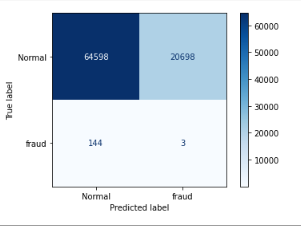 Normal
64598
20698
fraud
144
3
Normal
fraud
Predicted label
True label
60000
50000
40000
30000
20000
10000